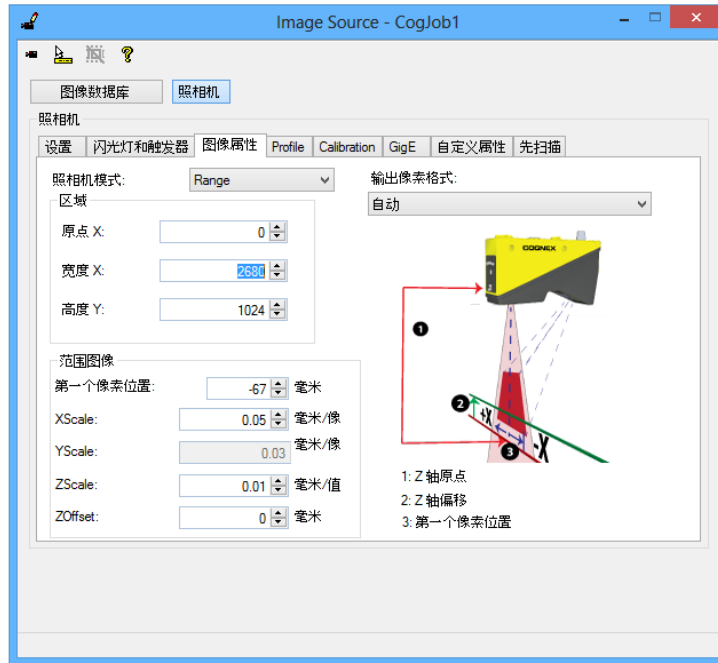 Image Source - CogJob1
图像数据库 照相机
照相机
设置 闪光灯和触发器 图像属性 Profile Calibration GigE 自定义属性 先扫描
照相机模式: Range 输出像素格式:
区域 自动
原点 X: 0
宽度 X: 2680
高度 Y: 1024
COGNEX
1
2
+X
-X
3
范围图像
第一个像素位置: -67 毫米
XScale: 0.05 毫米/像
YScale: 0.03 毫米/像
ZScale: 0.01 毫米/值
ZOffset: 0 毫米
1: Z 轴原点
2: Z 轴偏移
3: 第一个像素位置